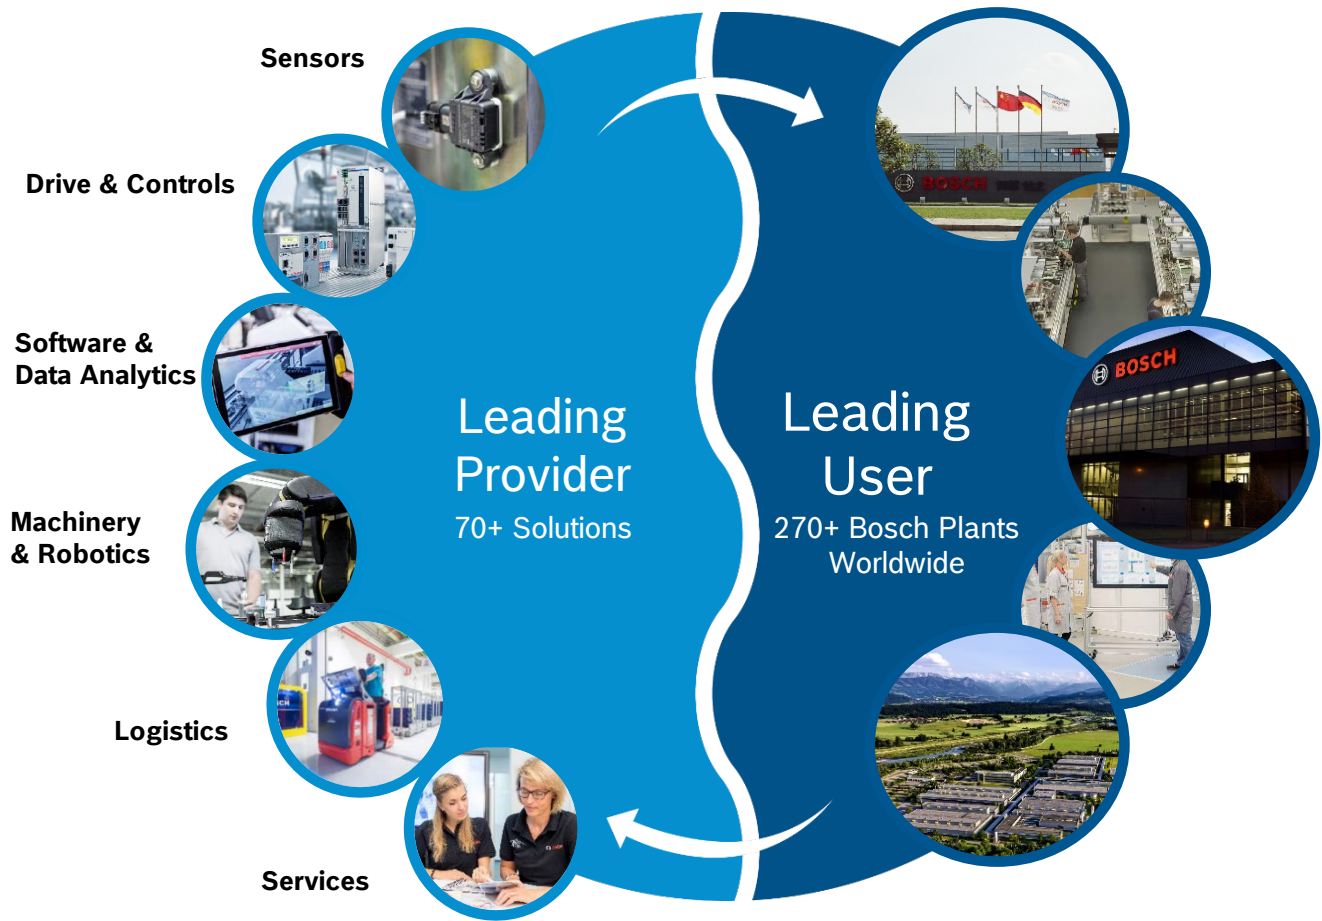 Sensors
Drive & Controls
Software &
Data Analytics
Machinery
& Robotics
Logistics
Services
Leading
Provider
70+ Solutions
Leading
User
270+ Bosch Plants
Worldwide
BOSCH
BOSCH